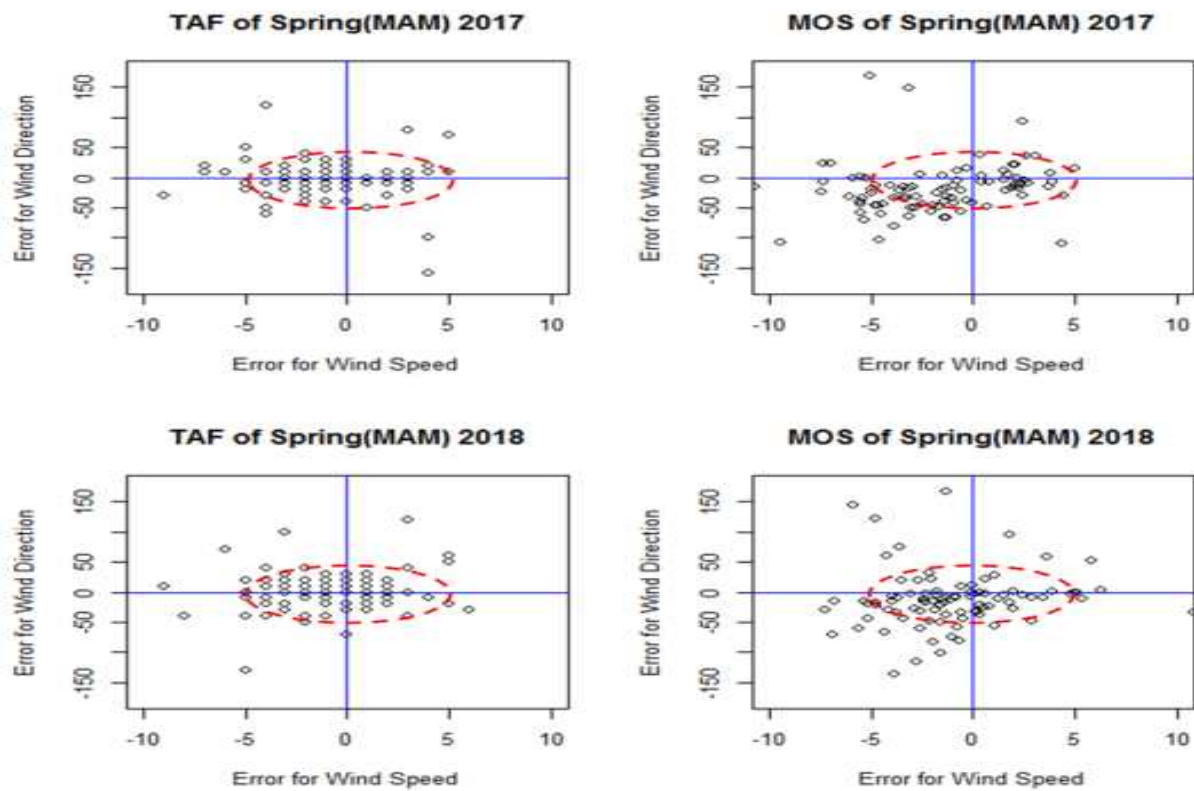 TAF of Spring(MAM) 2017
Error for Wind Direction
150
50
0
-50
-150
-10 -5 0 5 10
Error for Wind Speed
MOS of Spring(MAM) 2017
Error for Wind Direction
150
50
0
-50
-150
-10 -5 0 5 10
Error for Wind Speed
TAF of Spring(MAM) 2018
Error for Wind Direction
150
50
0
-50
-150
-10 -5 0 5 10
Error for Wind Speed
MOS of Spring(MAM) 2018
Error for Wind Direction
150
50
0
-50
-150
-10 -5 0 5 10
Error for Wind Speed